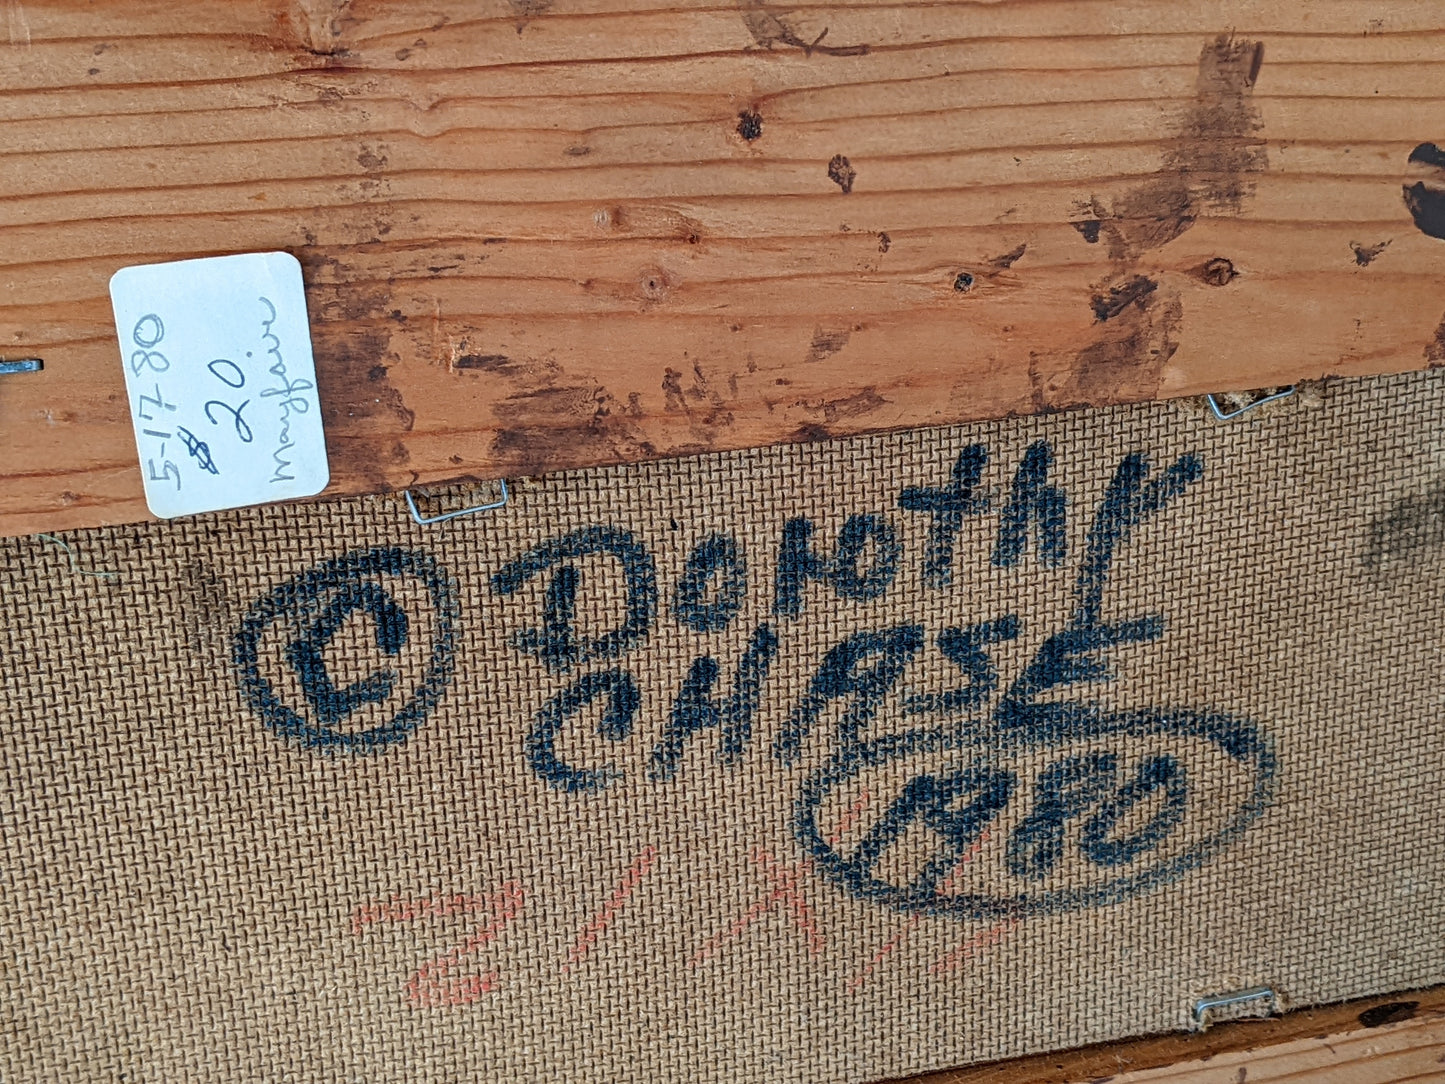 5-17-80
$20.
Mayfair
© DOROTHY
CHASE
1980